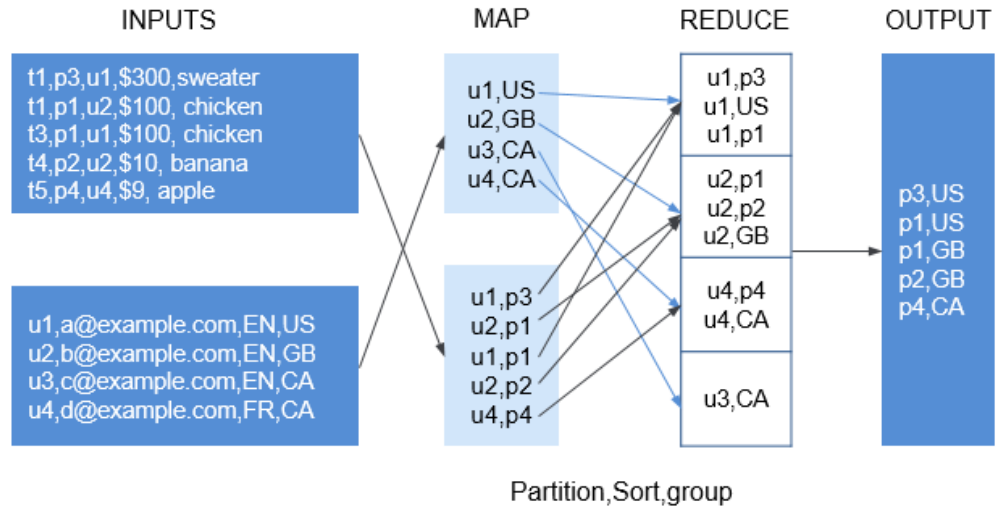 INPUTS
MAP
REDUCE
OUTPUT
t1,p3,u1,$300,sweater
t1,p1,u2,$100, chicken
t3,p1,u1,$100, chicken
t4,p2,u2,$10, banana
t5,p4,u4,$9, apple
u1,a@example.com,EN,US
u2,b@example.com,EN,GB
u3,c@example.com,EN,CA
u4,d@example.com,FR,CA
u1,US
u2,GB
u3,CA
u4,CA
u1,p3
u2,p1
u1,p1
u2,p2
u4,p4
u1,p3
u1,US
u1,p1
u2,p1
u2,p2
u2,GB
u4,p4
u4,CA
u3,CA
p3,US
p1,US
p1,GB
p2,GB
p4,CA
Partition,Sort,group